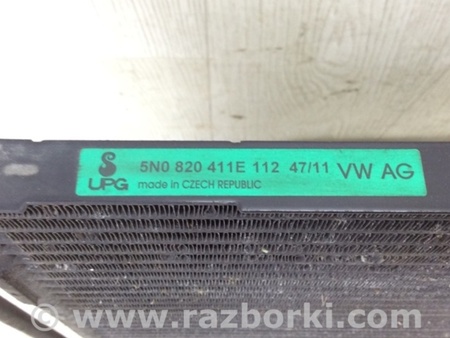 5N0 820 411E 112 47/11 VW AG
UPG made in CZECH REPUBLIC
www.razborki.com